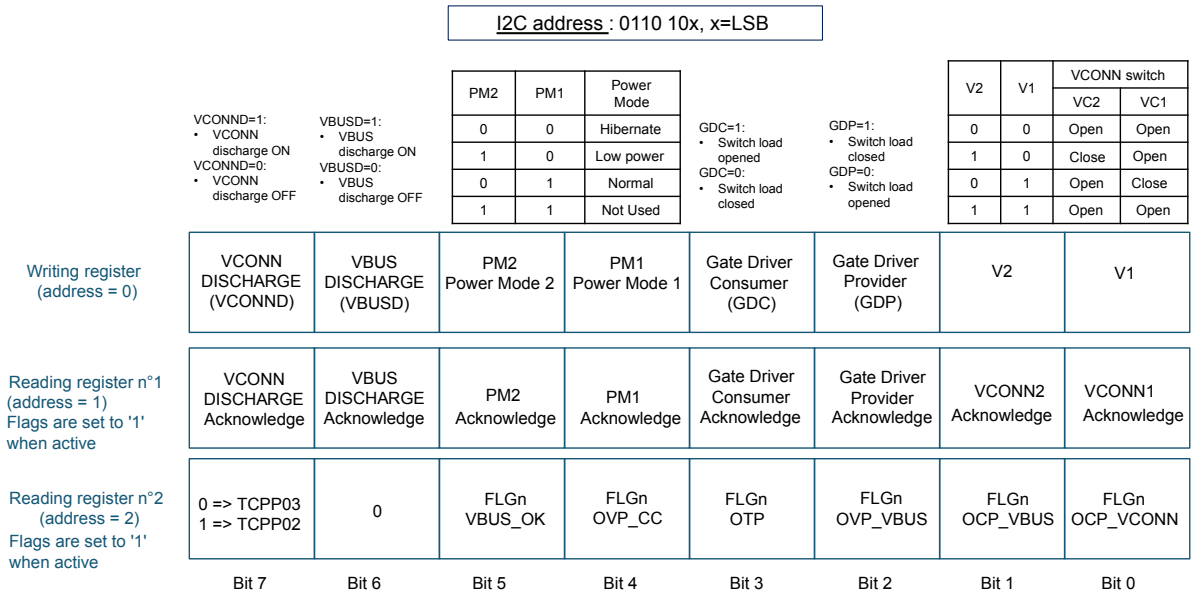 I2C address : 0110 10x, x=LSB
VCONND=1:
• VCONN
discharge ON
VCONND=0:
• VCONN
discharge OFF
VBUSD=1:
• VBUS
discharge ON
VBUSD=0:
• VBUS
discharge OFF
PM2 PM1 Power Mode
0 0 Hibernate
1 0 Low power
0 1 Normal
1 1 Not Used
GDC=1:
• Switch load
opened
GDC=0:
• Switch load
closed
GDP=1:
• Switch load
closed
GDP=0:
• Switch load
opened
V2 V1 VCONN switch
VC2 VC1
0 0 Open Open
1 0 Close Open
0 1 Open Close
1 1 Open Open
Writing register
(address = 0)
VCONN
DISCHARGE
(VCONND)
VBUS
DISCHARGE
(VBUSD)
PM2
Power Mode 2
PM1
Power Mode 1
Gate Driver
Consumer
(GDC)
Gate Driver
Provider
(GDP)
V2
V1
Reading register n°1
(address = 1)
Flags are set to '1'
when active
VCONN
DISCHARGE
Acknowledge
VBUS
DISCHARGE
Acknowledge
PM2
Acknowledge
PM1
Acknowledge
Gate Driver
Consumer
Acknowledge
Gate Driver
Provider
Acknowledge
VCONN2
Acknowledge
VCONN1
Acknowledge
Reading register n°2
(address = 2)
Flags are set to '1'
when active
0 => TCPP03
1 => TCPP02
0
FLGn
VBUS_OK
FLGn
OVP_CC
FLGn
OTP
FLGn
OVP_VBUS
FLGn
OCP_VBUS
FLGn
OCP_VCONN
Bit 7 Bit 6 Bit 5 Bit 4 Bit 3 Bit 2 Bit 1 Bit 0